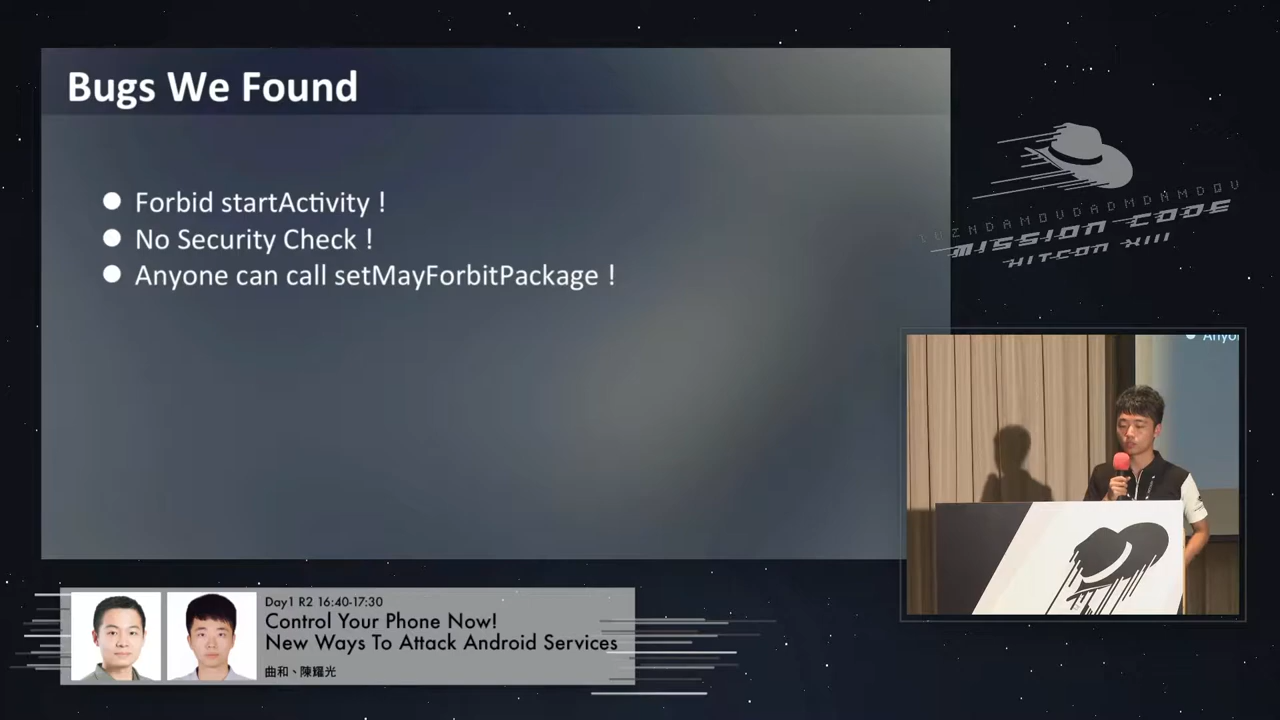 Bugs We Found
Forbid startActivity !
No Security Check !
Anyone can call setMayForbitPackage !
MISSION CODE
HITCON XIII
Day1 R2 16:40-17:30
Control Your Phone Now!
New Ways To Attack Android Services
曲和、陳耀光